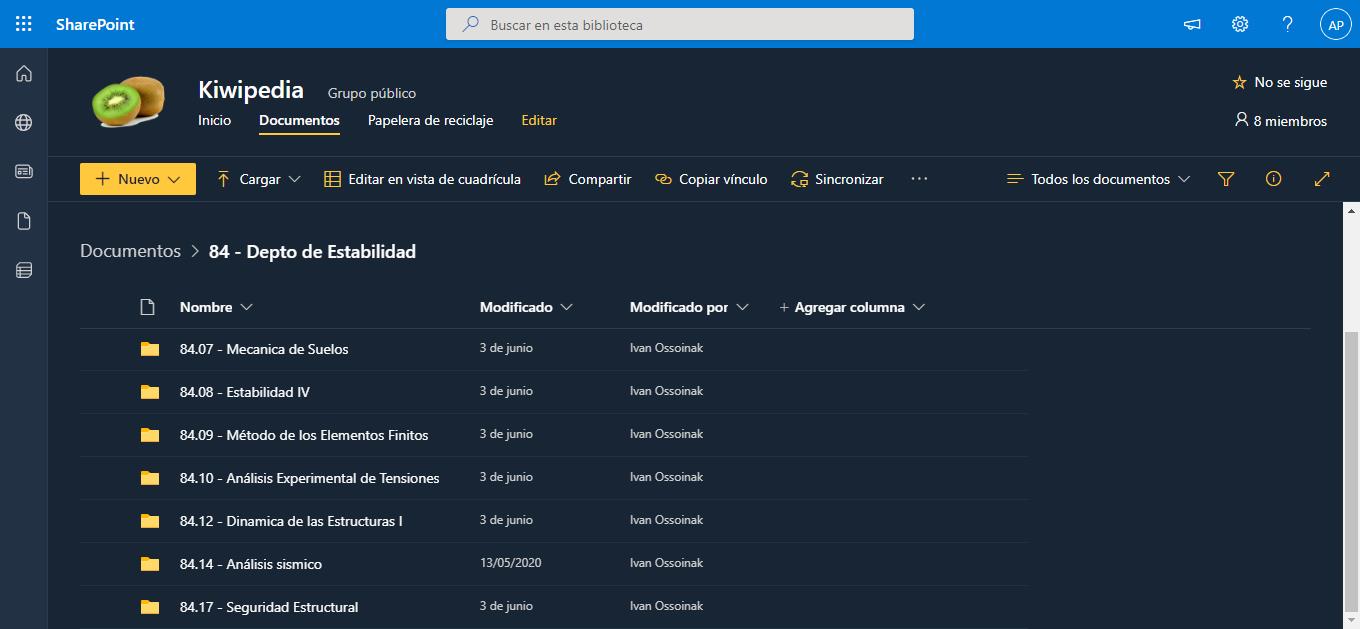 SharePoint
Buscar en esta biblioteca
AP
Kiwipedia Grupo público
No se sigue
Inicio Documentos Papelera de reciclaje Editar
8 miembros
Nuevo Cargar Editar en vista de cuadrícula Compartir Copiar vínculo Sincronizar ... Todos los documentos
Documentos > 84 - Depto de Estabilidad
Nombre Modificado Modificado por + Agregar columna
84.07 - Mecanica de Suelos 3 de junio Ivan Ossoinak
84.08 - Estabilidad IV 3 de junio Ivan Ossoinak
84.09 - Método de los Elementos Finitos 3 de junio Ivan Ossoinak
84.10 - Análisis Experimental de Tensiones 3 de junio Ivan Ossoinak
84.12 - Dinamica de las Estructuras I 3 de junio Ivan Ossoinak
84.14 - Análisis sismico 13/05/2020 Ivan Ossoinak
84.17 - Seguridad Estructural 3 de junio Ivan Ossoinak